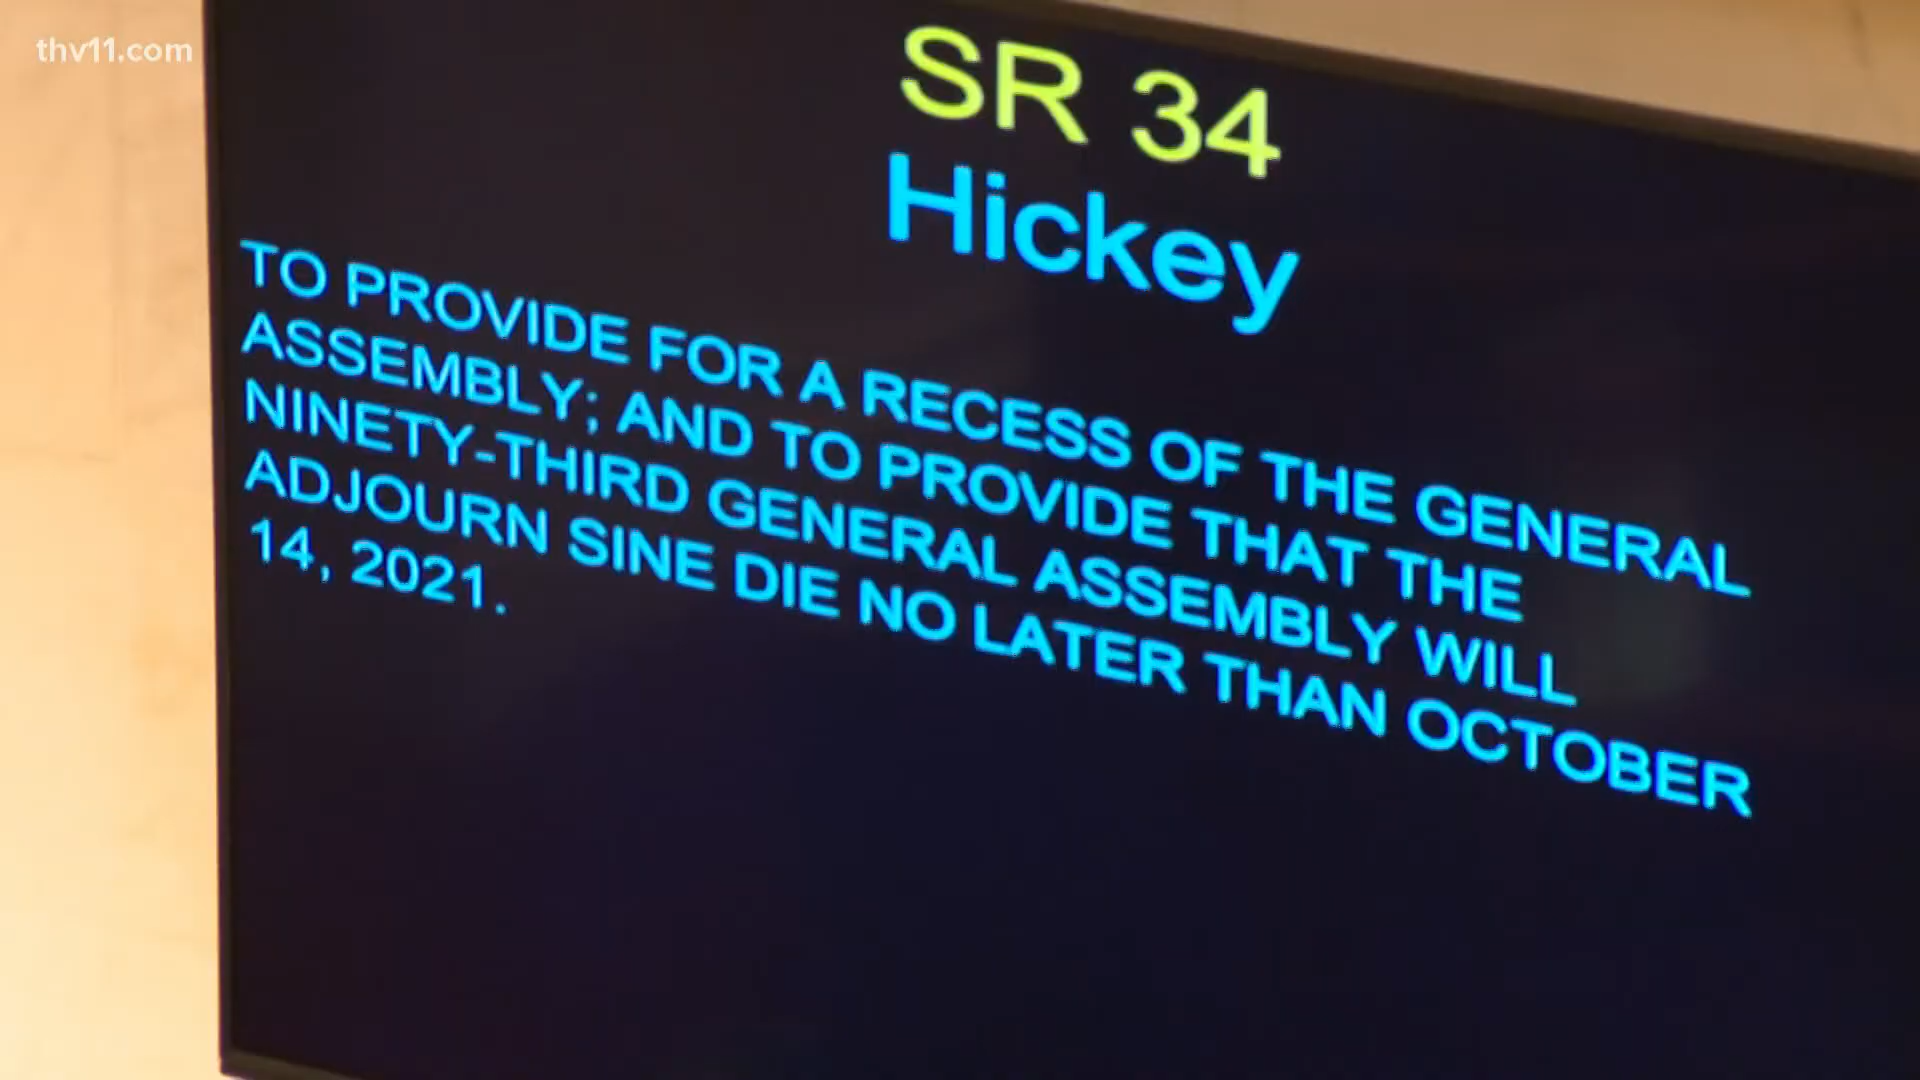 thv11.com
SR 34
Hickey
TO PROVIDE FOR A RECESS OF THE GENERAL
ASSEMBLY; AND TO PROVIDE THAT THE
NINETY-THIRD GENERAL ASSEMBLY WILL
ADJOURN SINE DIE NO LATER THAN OCTOBER
14, 2021.